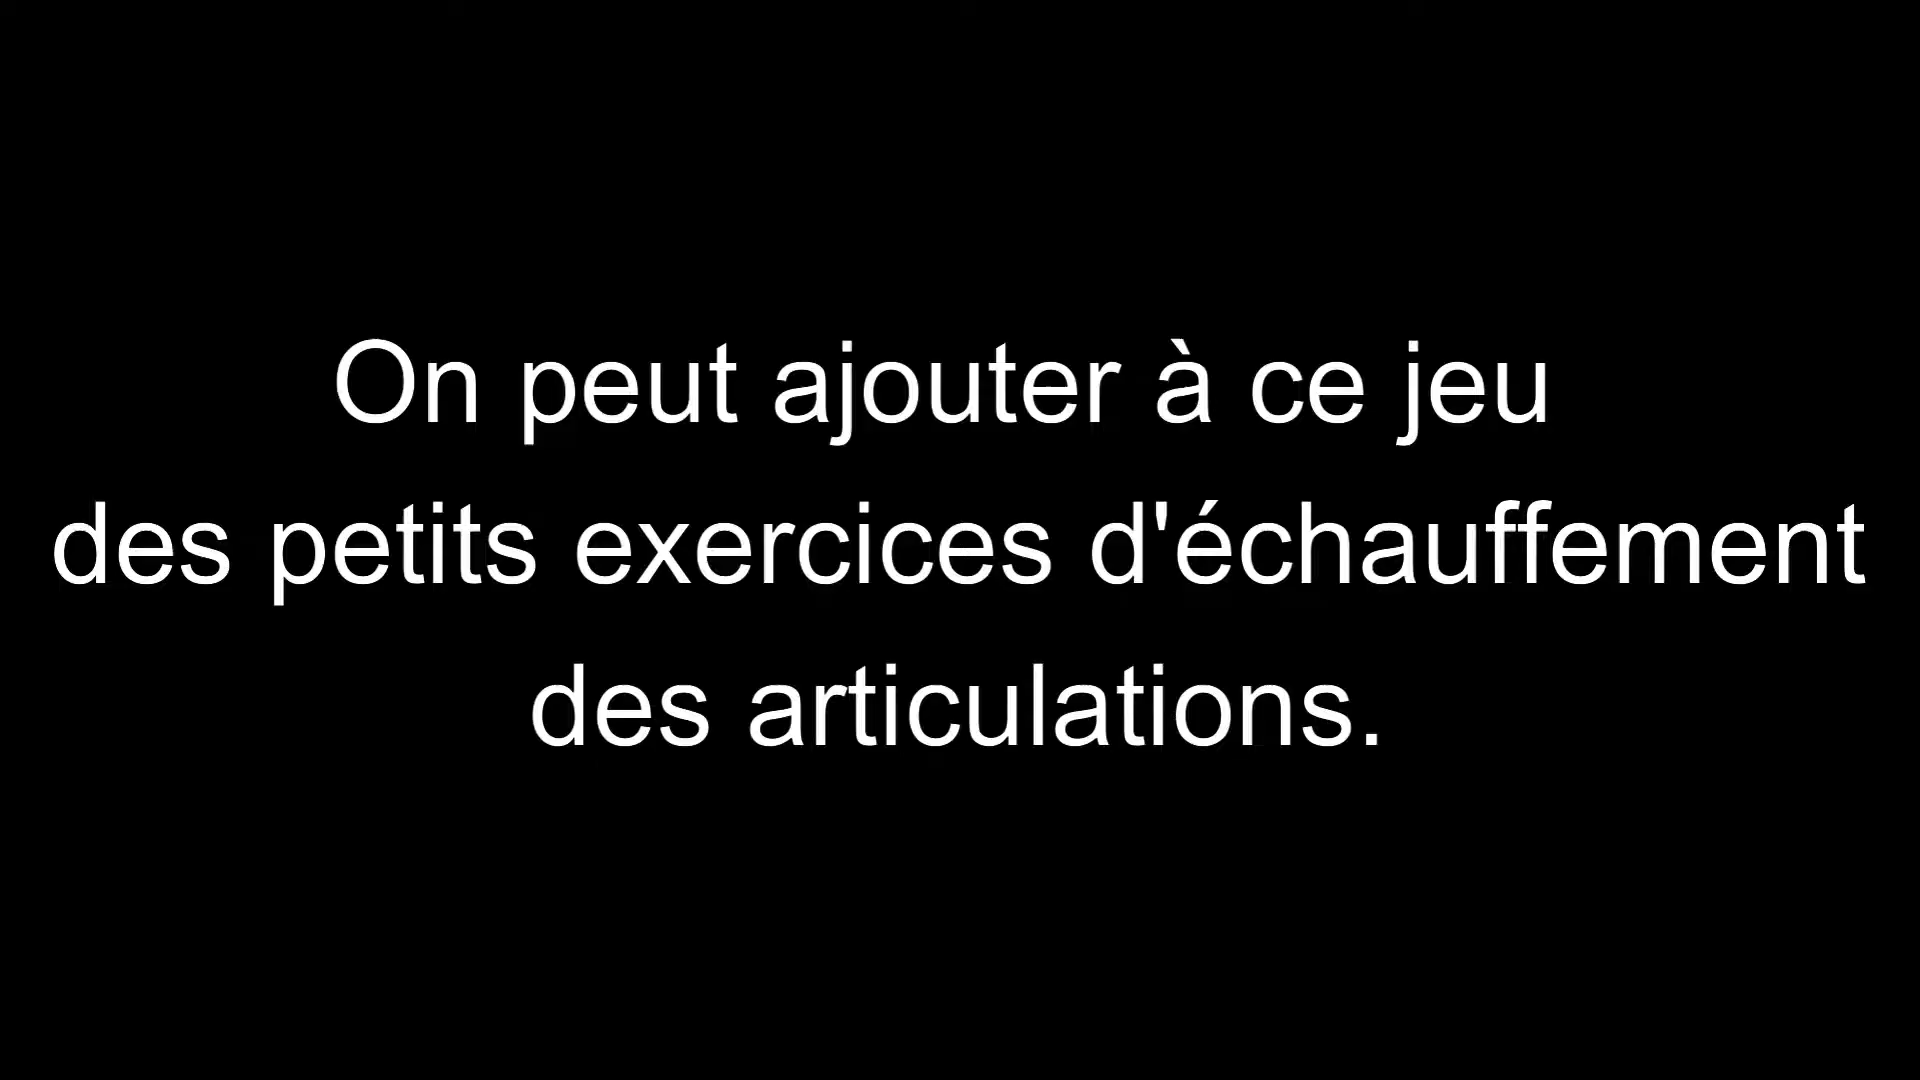 On peut ajouter à ce jeu
des petits exercices d'échauffement
des articulations.